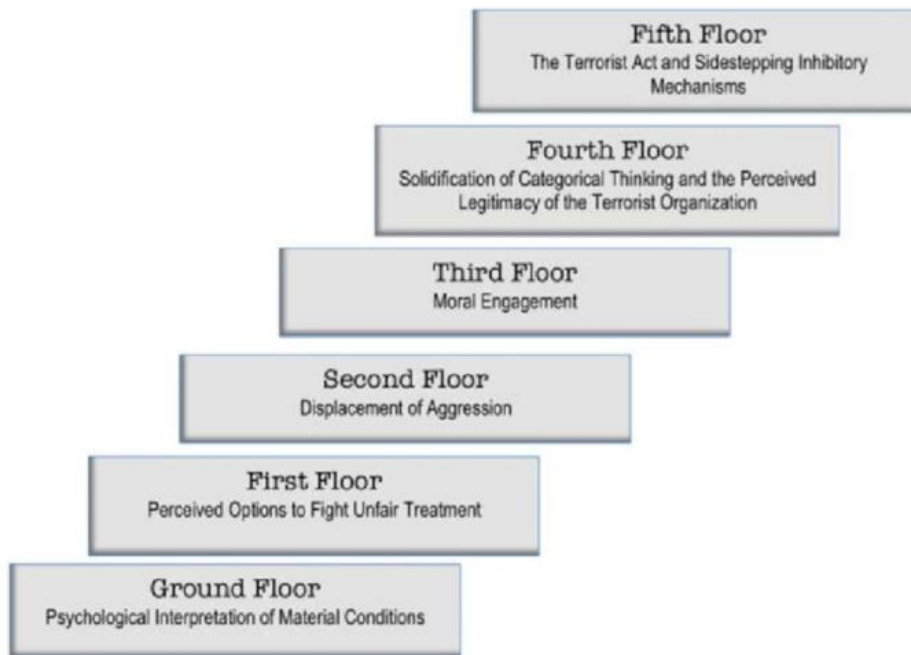 Fifth Floor
The Terrorist Act and Sidestepping Inhibitory
Mechanisms
Fourth Floor
Solidification of Categorical Thinking and the Perceived
Legitimacy of the Terrorist Organization
Third Floor
Moral Engagement
Second Floor
Displacement of Aggression
First Floor
Perceived Options to Fight Unfair Treatment
Ground Floor
Psychological Interpretation of Material Conditions